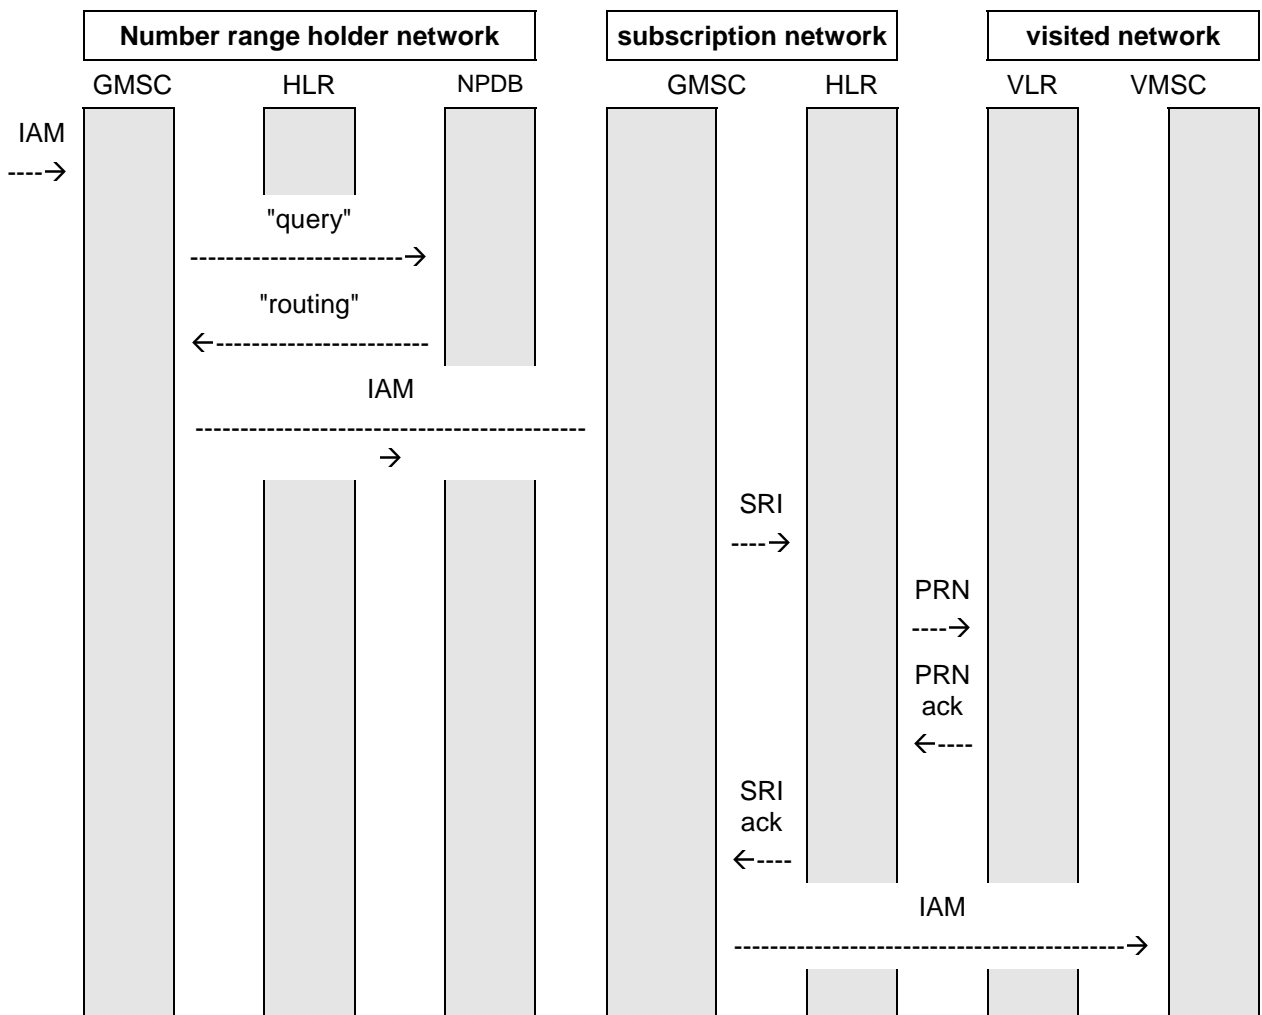 Number range holder network
subscription network
visited network
GMSC
HLR
NPDB
GMSC
HLR
VLR
VMSC
IAM
---->
"query"
------------------------>
"routing"
<------------------------
IAM
--------------------------------------------
→
SRI
---->
PRN
---->
PRN
ack
<----
SRI
ack
<----
IAM
-------------------------------------------->